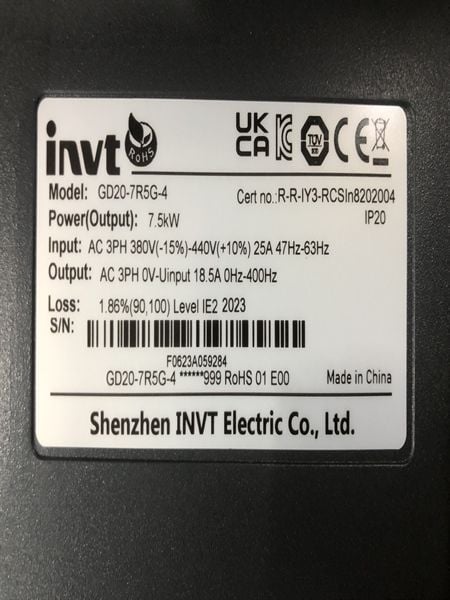 invt RoHS UK CA TÜV CE
Model: GD20-7R5G-4 Cert no.:R-R-IY3-RCSIn8202004
Power(Output): 7.5kW IP20
Input: AC 3PH 380V(-15%)-440V(+10%) 25A 47Hz-63Hz
Output: AC 3PH 0V-Uinput 18.5A 0Hz-400Hz
Loss: 1.86%(90,100) Level IE2 2023
S/N:
F0623A059284
GD20-7R5G-4 ******999 RoHS 01 E00 Made in China
Shenzhen INVT Electric Co., Ltd.